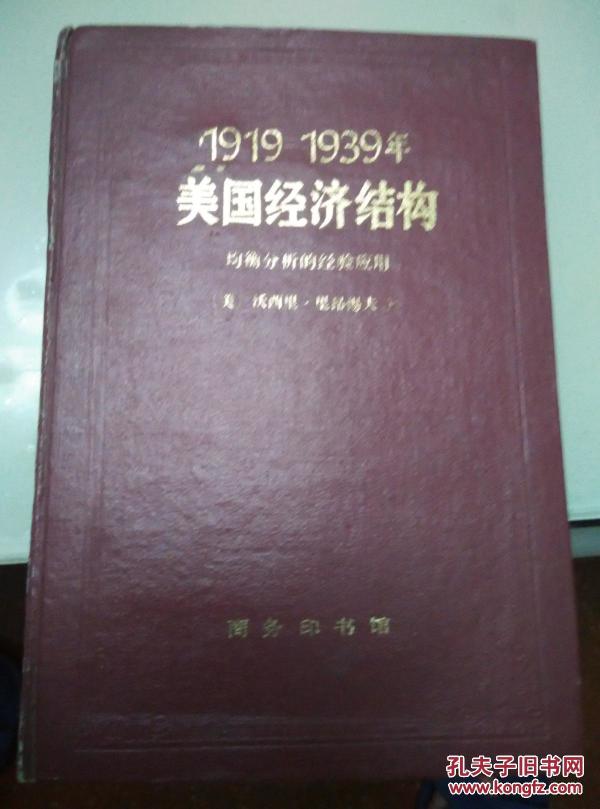 1919-1939年
美国经济结构
均衡分析的经验应用
〔美〕沃西里·里昂惕夫
商务印书馆
孔夫子旧书网
www.kongfz.com